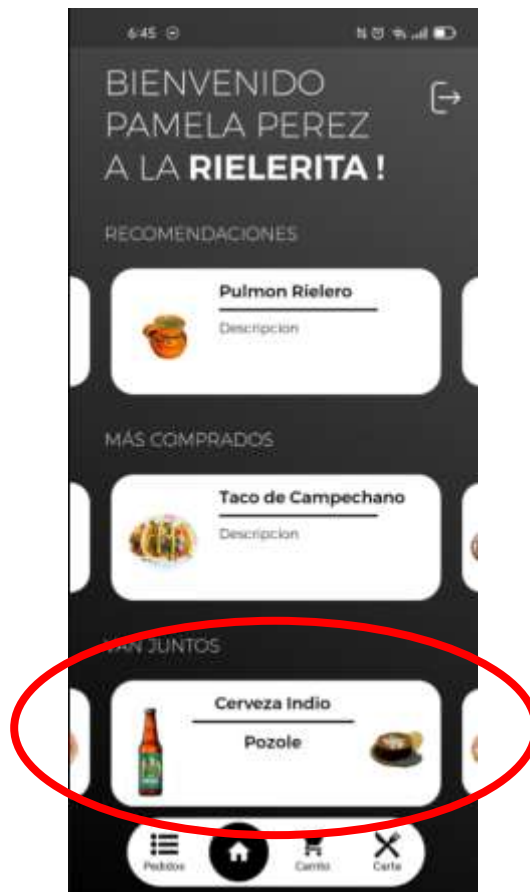 6:45
BIENVENIDO
PAMELA PEREZ
A LA RIELERITA !
RECOMENDACIONES
Pulmon Rielero
Descripcion
MÁS COMPRADOS
Taco de Campechano
Descripcion
VAN JUNTOS
Cerveza Indio
Pozole
Pedidos
Carrito
Carta